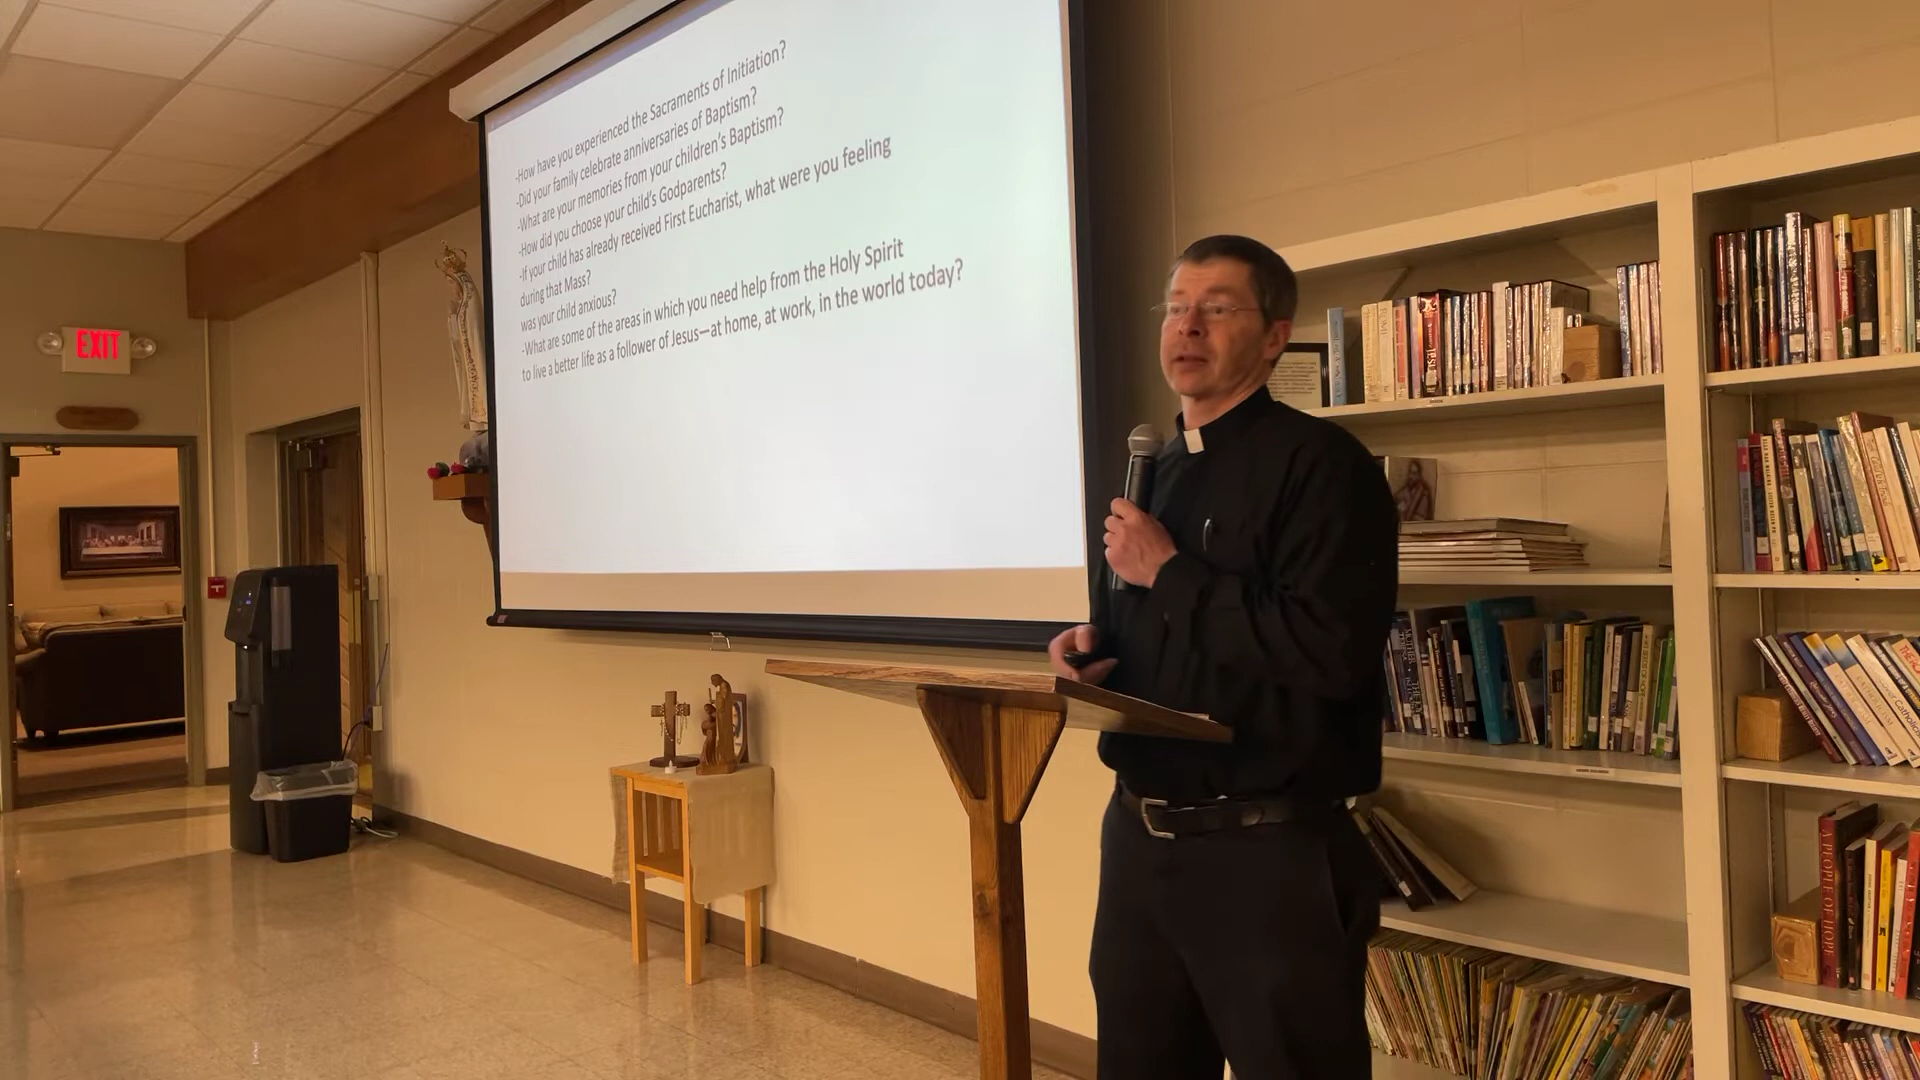 -How have you experienced the Sacraments of Initiation?
-Did your family celebrate anniversaries of Baptism?
-What are your memories from your children's Baptism?
-How did you choose your child's Godparents?
-If your child has already received First Eucharist, what were you feeling
during that Mass?
was your child anxious?
-What are some of the areas in which you need help from the Holy Spirit
to live a better life as a follower of Jesus—at home, at work, in the world today?
EXIT
A PEOPLE OF HOPE